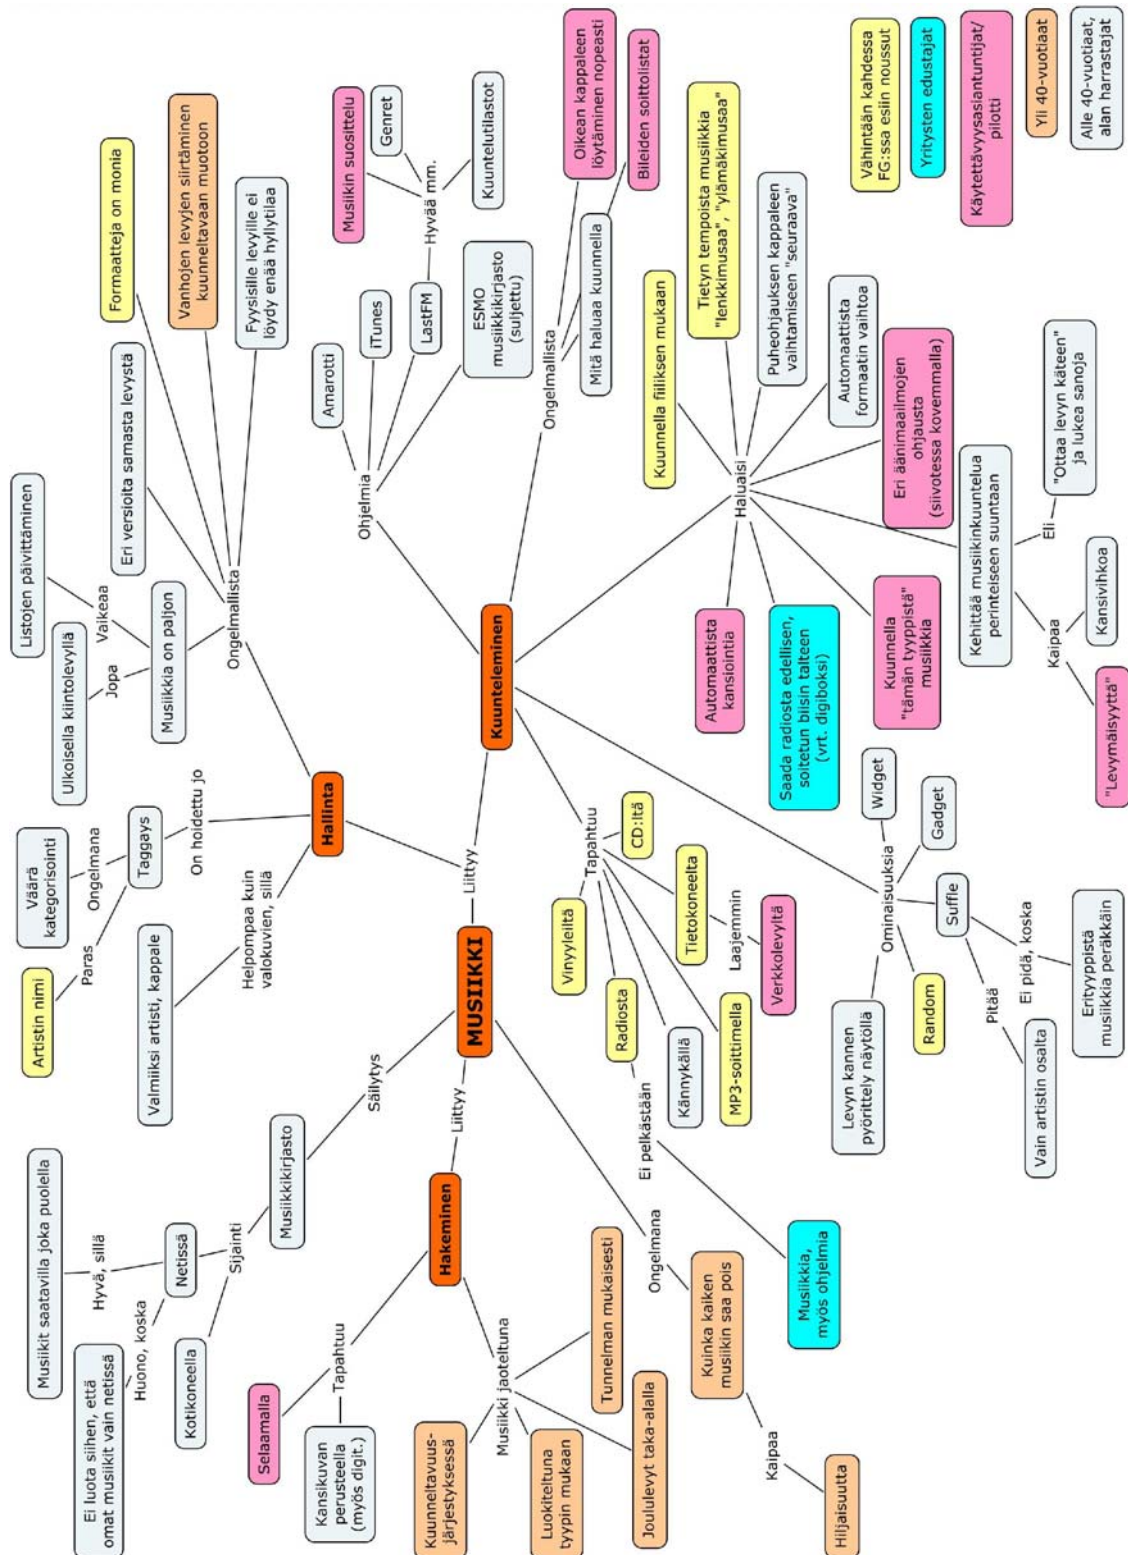 Ei luota siihen, että
omat musiikit vain netissä
Musiikit saatavilla joka puolella
Huono, koska
Hyvä, sillä
Kotikoneella
Netissä
Sijainti
Musiikkikirjasto
Säilytys
Artistin nimi
Väärä
kategorisointi
Paras
Ongelmana
Taggays
Valmiiksi artisti, kappale
On hoidettu jo
Helpompaa kuin
valokuvien, sillä
Hallinta
Ulkoisella kiintolevyllä
Listojen päivittäminen
Jopa
Vaikeaa
Musiikkia on paljon
Eri versioita samasta levystä
Formaatteja on monia
Vanhojen levyjen siirtäminen
kuunneltavaan muotoon
Fyysisille levyille ei
löydy enää hyllytilaa
Ongelmallista
Selaamalla
Tapahtuu
Kansikuvan
perusteella
(myös digit.)
Hakeminen
Liittyy
MUSIIKKI
Liittyy
Kuunteleminen
Kuunneltavuus-
järjestyksessä
Musiikki jaoteltuna
Luokiteltuna
tyypin mukaan
Tunnelman mukaisesti
Joululevyt taka-alalla
Ongelmana
Kuinka kaiken
musiikin saa pois
Kaipaa
Hiljaisuutta
Ohjelmia
Amarotti
iTunes
LastFM
ESMO
musiikkikirjasto
(suljettu)
Hyvää mm.
Musiikin suosittelu
Genret
Kuuntelutilastot
Ongelmallista
Mitä haluaa kuunnella
Oikean kappaleen
löytäminen nopeasti
Bileiden soittolistat
Tapahtuu
Vinyyleiltä
CD:ltä
Radiosta
Tietokoneelta
Laajemmin
Verkkolevyltä
Kännykällä
MP3-soittimella
Ei pelkästään
Musiikkia,
myös ohjelmia
Haluaisi
Kuunnella fiiliksen mukaan
Tietyn tempoista musiikkia
"lenkkimusaa", "ylämäkimusaa"
Puheohjauksen kappaleen
vaihtamiseen "seuraava"
Automaattista
formaatin vaihtoa
Eri äänimaailmojen
ohjausta
(siivotessa kovemmalla)
Automaattista
kansiointia
Saada radiosta edellisen,
soitetun biisin talteen
(vrt. digiboksi)
Kuunnella
"tämän tyyppistä"
musiikkia
Kehittää musiikinkuuntelua
perinteiseen suuntaan
Eli
"Ottaa levyn käteen"
ja lukea sanoja
Kaipaa
Kansivihkoa
"Levymäisyyttä"
Ominaisuuksia
Levyn kannen
pyörittely näytöllä
Random
Suffle
Widget
Gadget
Pitää
Ei pidä, koska
Vain artistin osalta
Erityyppistä
musiikkia peräkkäin
Vähintään kahdessa
FG:ssa esiin noussut
Yritysten edustajat
Käytettävyysasiantuntijat/
pilotti
Yli 40-vuotiaat
Alle 40-vuotiaat,
alan harrastajat